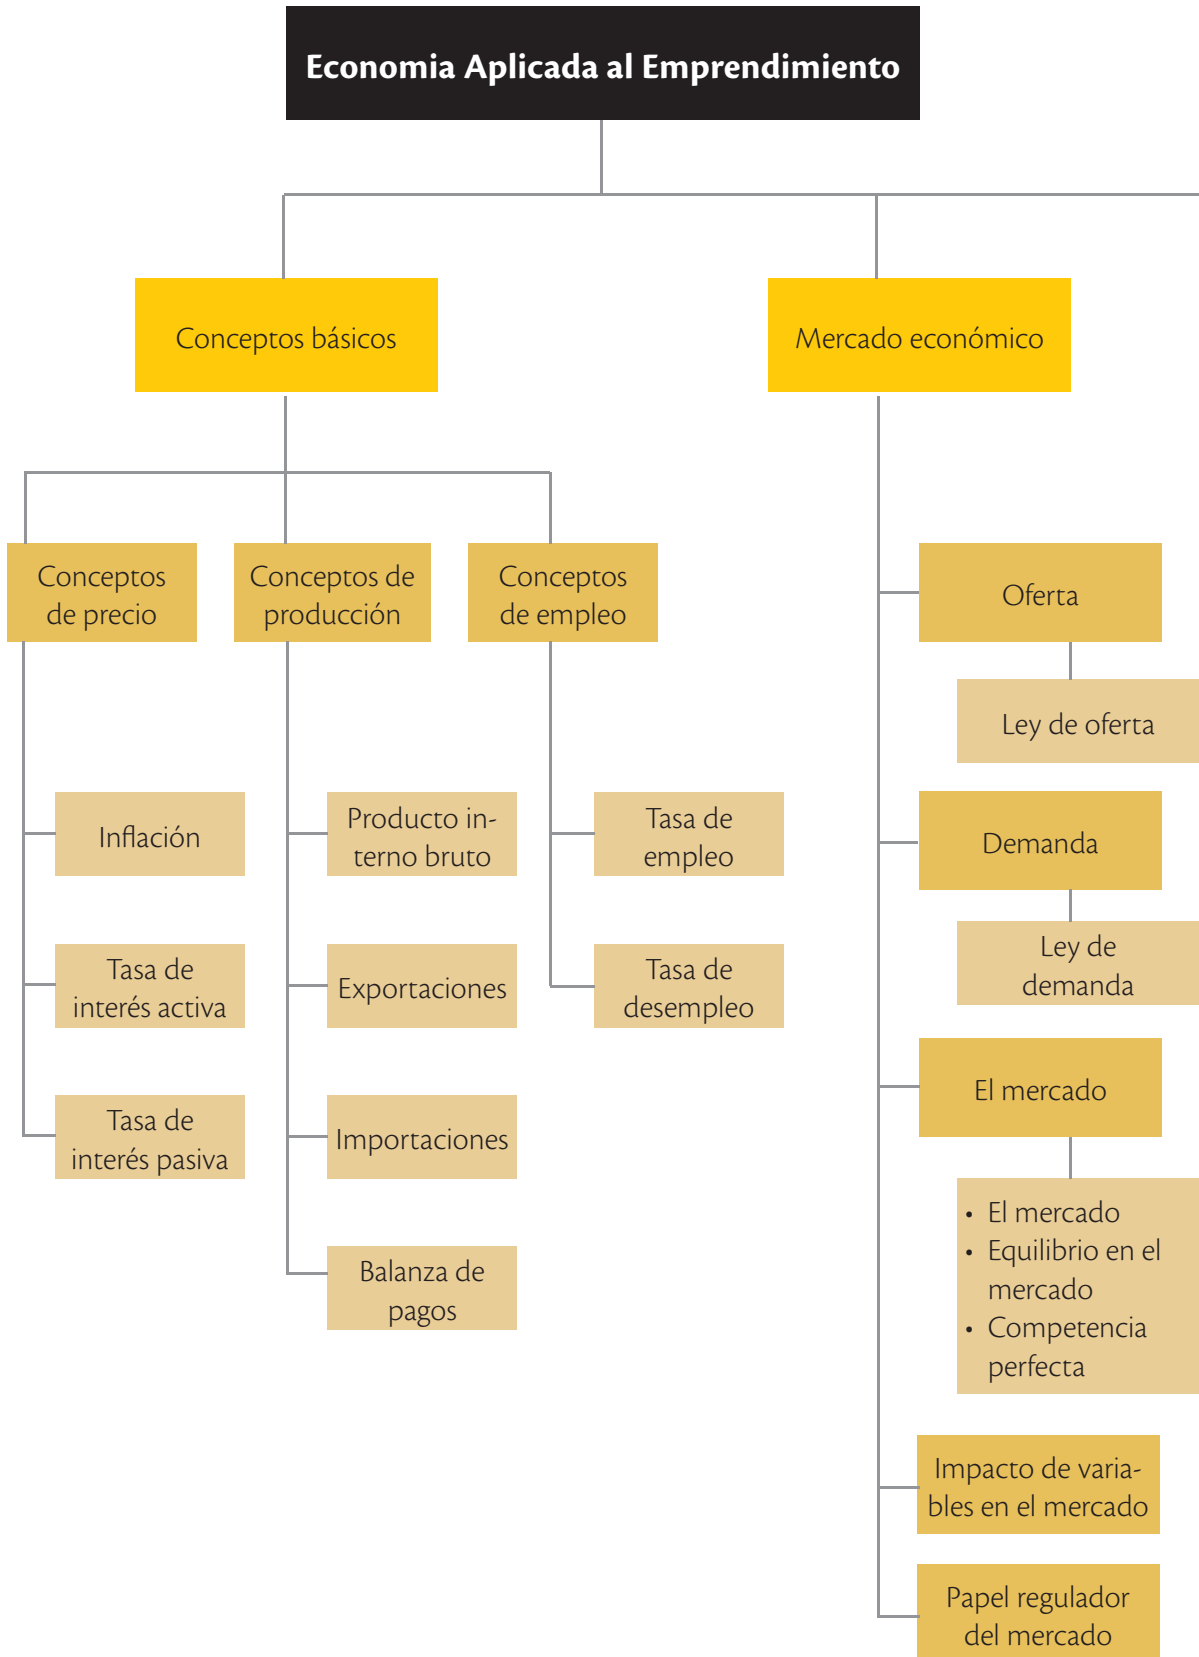 Economia Aplicada al Emprendimiento
Conceptos básicos
Mercado económico
Conceptos
de precio
Conceptos de
producción
Conceptos
de empleo
Inflación
Tasa de
interés activa
Tasa de
interés pasiva
Producto in-
terno bruto
Exportaciones
Importaciones
Balanza de
pagos
Tasa de
empleo
Tasa de
desempleo
Oferta
Ley de oferta
Demanda
Ley de
demanda
El mercado
• El mercado
• Equilibrio en el
mercado
• Competencia
perfecta
Impacto de varia-
bles en el mercado
Papel regulador
del mercado